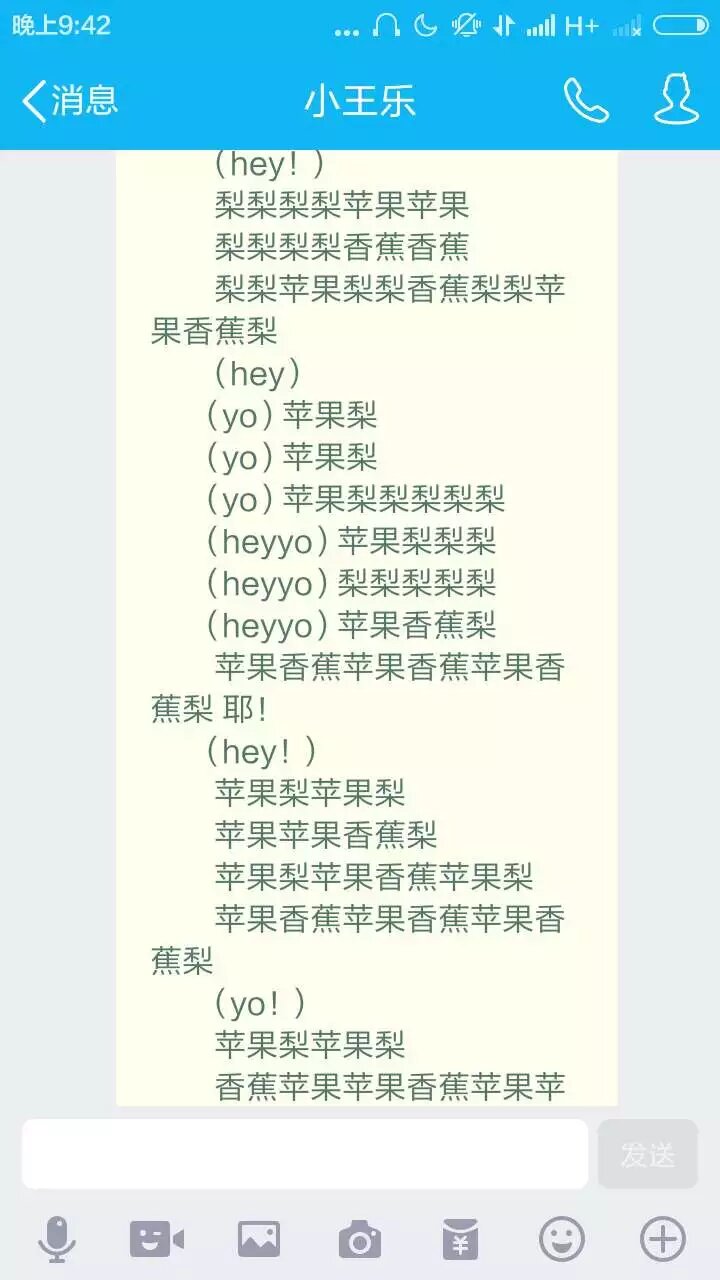 晚上9:42
H+
消息
小王乐
(hey！)
梨梨梨梨苹果苹果
梨梨梨梨香蕉香蕉
梨梨苹果梨梨香蕉梨梨苹
果香蕉梨
(hey)
(yo)苹果梨
(yo)苹果梨
(yo)苹果梨梨梨梨梨
(heyyo)苹果梨梨梨
(heyyo)梨梨梨梨梨
(heyyo)苹果香蕉梨
苹果香蕉苹果香蕉苹果香
蕉梨 耶！
(hey！)
苹果梨苹果梨
苹果苹果香蕉梨
苹果梨苹果香蕉苹果梨
苹果香蕉苹果香蕉苹果香
蕉梨
(yo！)
苹果梨苹果梨
香蕉苹果苹果香蕉苹果苹
发送